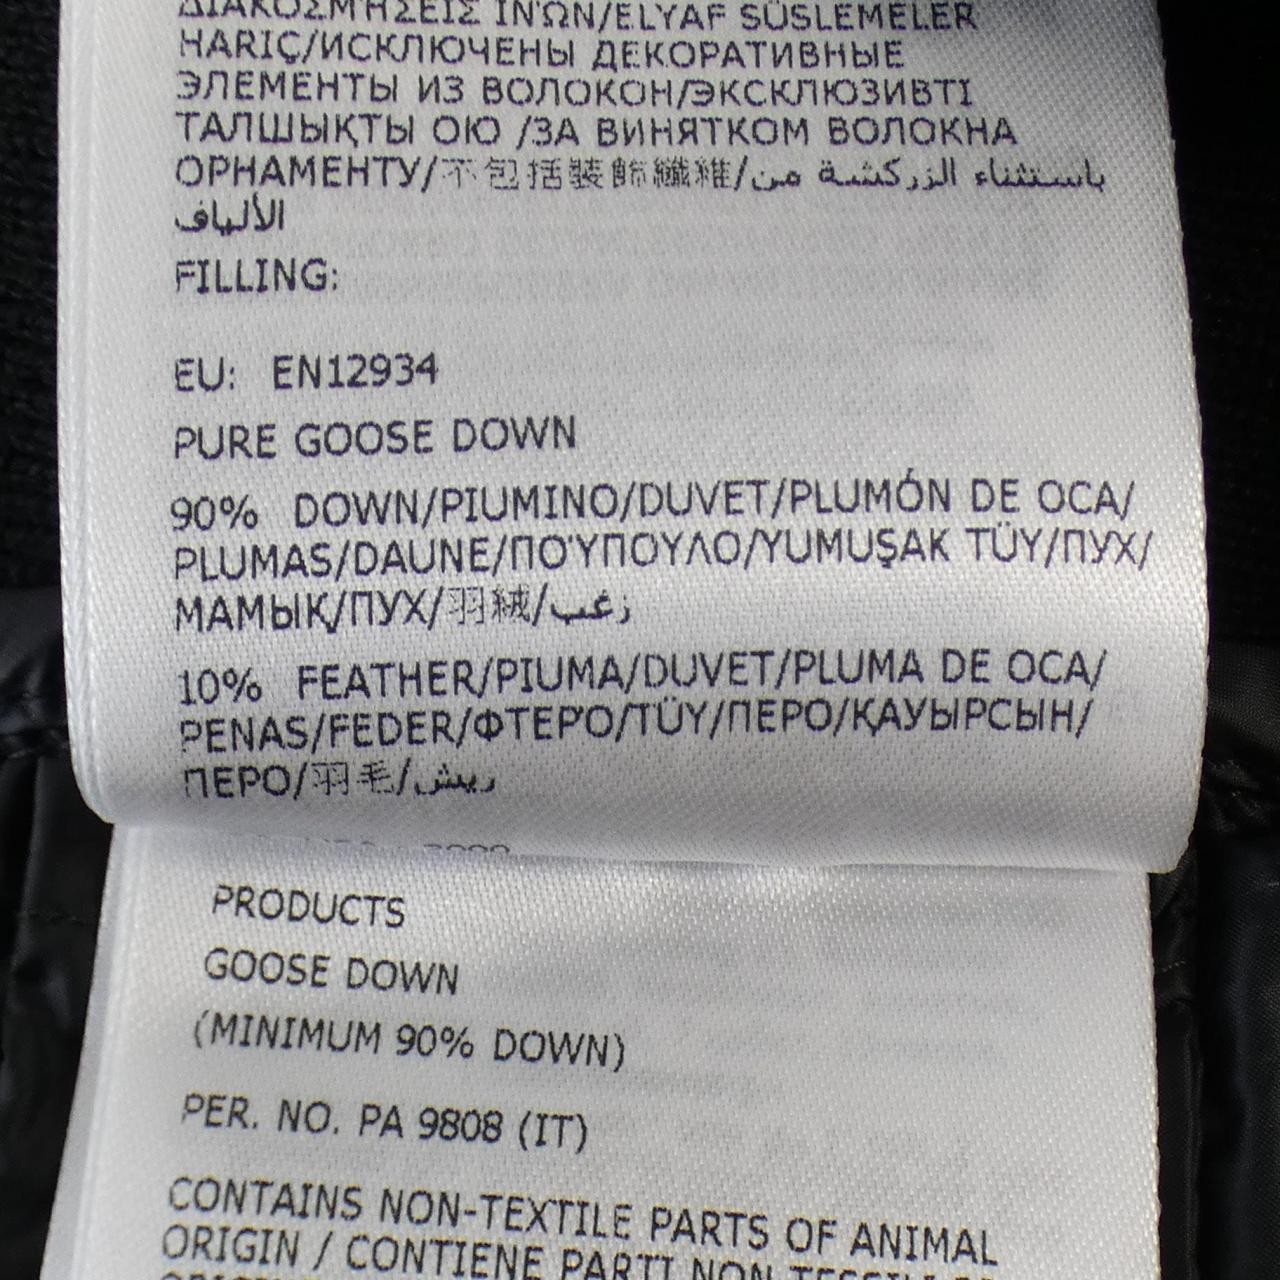 ΔΙΑΚΟΣΜΉΣΕΙΣ ΙΝΏΝ/ELYAF SÜSLEMELER
HARIÇ/ИСКЛЮЧЕНЫ ДЕКОРАТИВНЫЕ
ЭЛЕМЕНТЫ ИЗ ВОЛОКОН/ЭКСКЛЮЗИВТІ
ТАЛШЫҚТЫ ОЮ /ЗА ВИНЯТКОМ ВОЛОКНА
ОРНАМЕНТУ/不包括裝飾纖維/باستثناء الزركشة من
الألياف
FILLING:
EU: EN12934
PURE GOOSE DOWN
90% DOWN/PIUMINO/DUVET/PLUMÓN DE OCA/
PLUMAS/DAUNE/ΠΟΎΠΟΥΛΟ/YUMUŞAK TÜY/ПУХ/
МАМЫҚ/ПУХ/羽絨/زغب
10% FEATHER/PIUMA/DUVET/PLUMA DE OCA/
PENAS/FEDER/ΦΤΕΡΌ/TÜY/ПЕРО/ҚАУЫРСЫН/
ПЕРО/羽毛/ريش
PRODUCTS
GOOSE DOWN
(MINIMUM 90% DOWN)
PER. NO. PA 9808 (IT)
CONTAINS NON-TEXTILE PARTS OF ANIMAL
ORIGIN / CONTIENE PARTI NON TESSILI DI